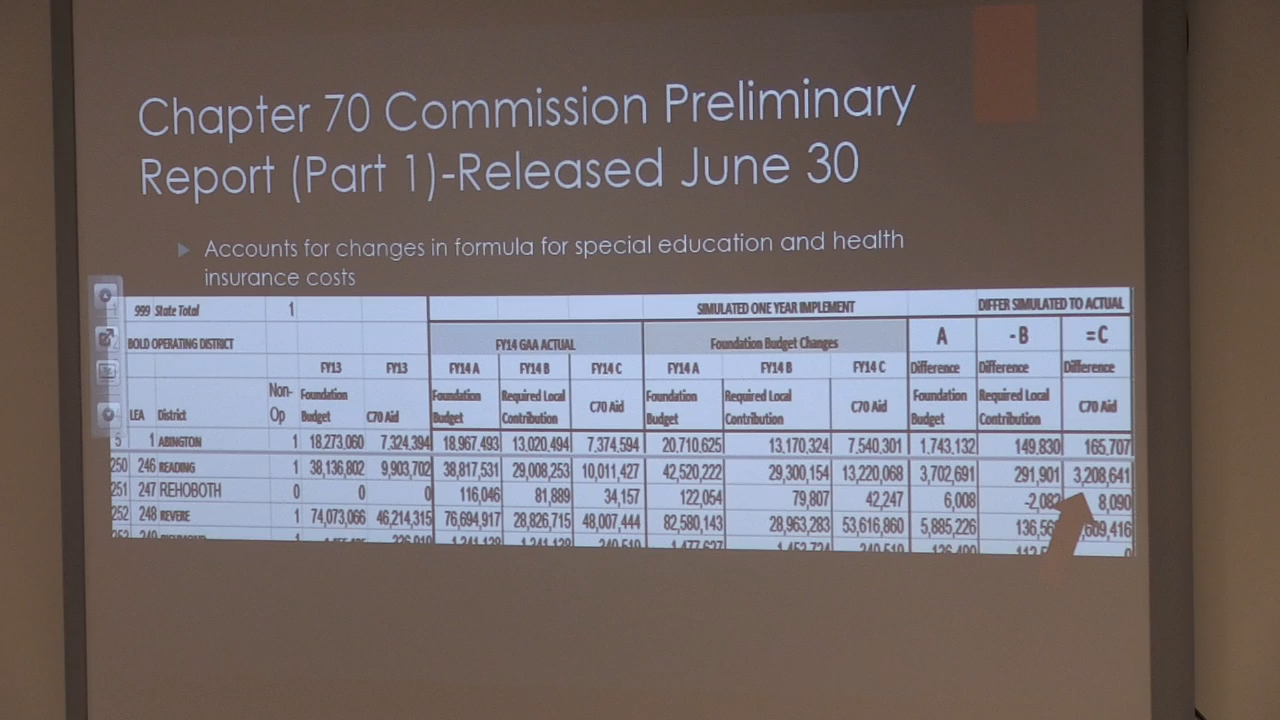 Chapter 70 Commission Preliminary
Report (Part 1)-Released June 30
Accounts for changes in formula for special education and health
insurance costs
999 State Total 1 SIMULATED ONE YEAR IMPLEMENT DIFFER SIMULATED TO ACTUAL
BOLD OPERATING DISTRICT FY14 GAA ACTUAL Foundation Budget Changes A -B =C
FY13 FY13 FY14 A FY14 B FY14 C FY14 A FY14 B FY14 C Difference Difference Difference
Non- Foundation Foundation Required Local C70 Aid Foundation Required Local C70 Aid Foundation Required Local C70 Aid
LEA District Op Budget C70 Aid Budget Contribution Budget Contribution Budget Contribution
5 1 ABINGTON 1 18,273,060 7,324,394 18,967,493 13,020,494 7,374,594 20,710,625 13,170,324 7,540,301 1,743,132 149,830 165,707
250 246 READING 1 38,136,802 9,903,702 38,817,531 29,008,253 10,011,427 42,520,222 29,300,154 13,220,068 3,702,691 291,901 3,208,641
251 247 REHOBOTH 0 0 0 116,046 81,889 34,157 122,054 79,807 42,247 6,008 -2,082 8,090
252 248 REVERE 1 74,073,066 46,214,315 76,694,917 28,826,715 48,007,444 82,580,143 28,963,283 53,616,860 5,885,226 136,56 ,609,416